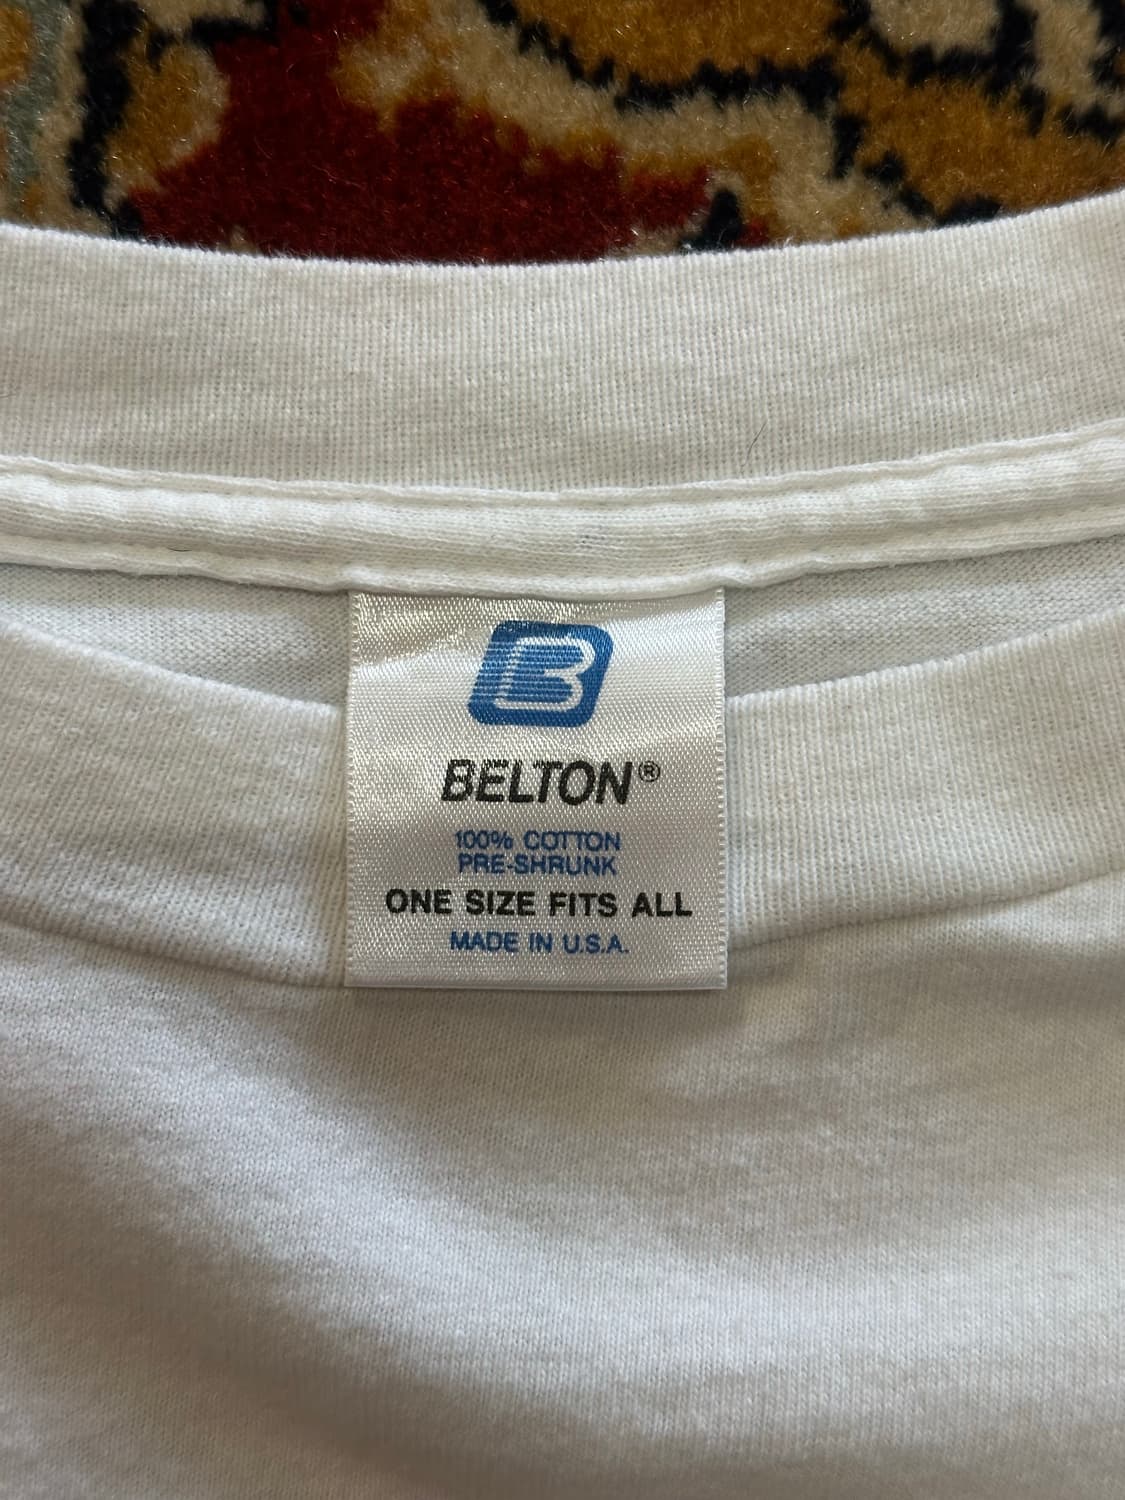 B
BELTON®
100% COTTON
PRE-SHRUNK
ONE SIZE FITS ALL
MADE IN U.S.A.